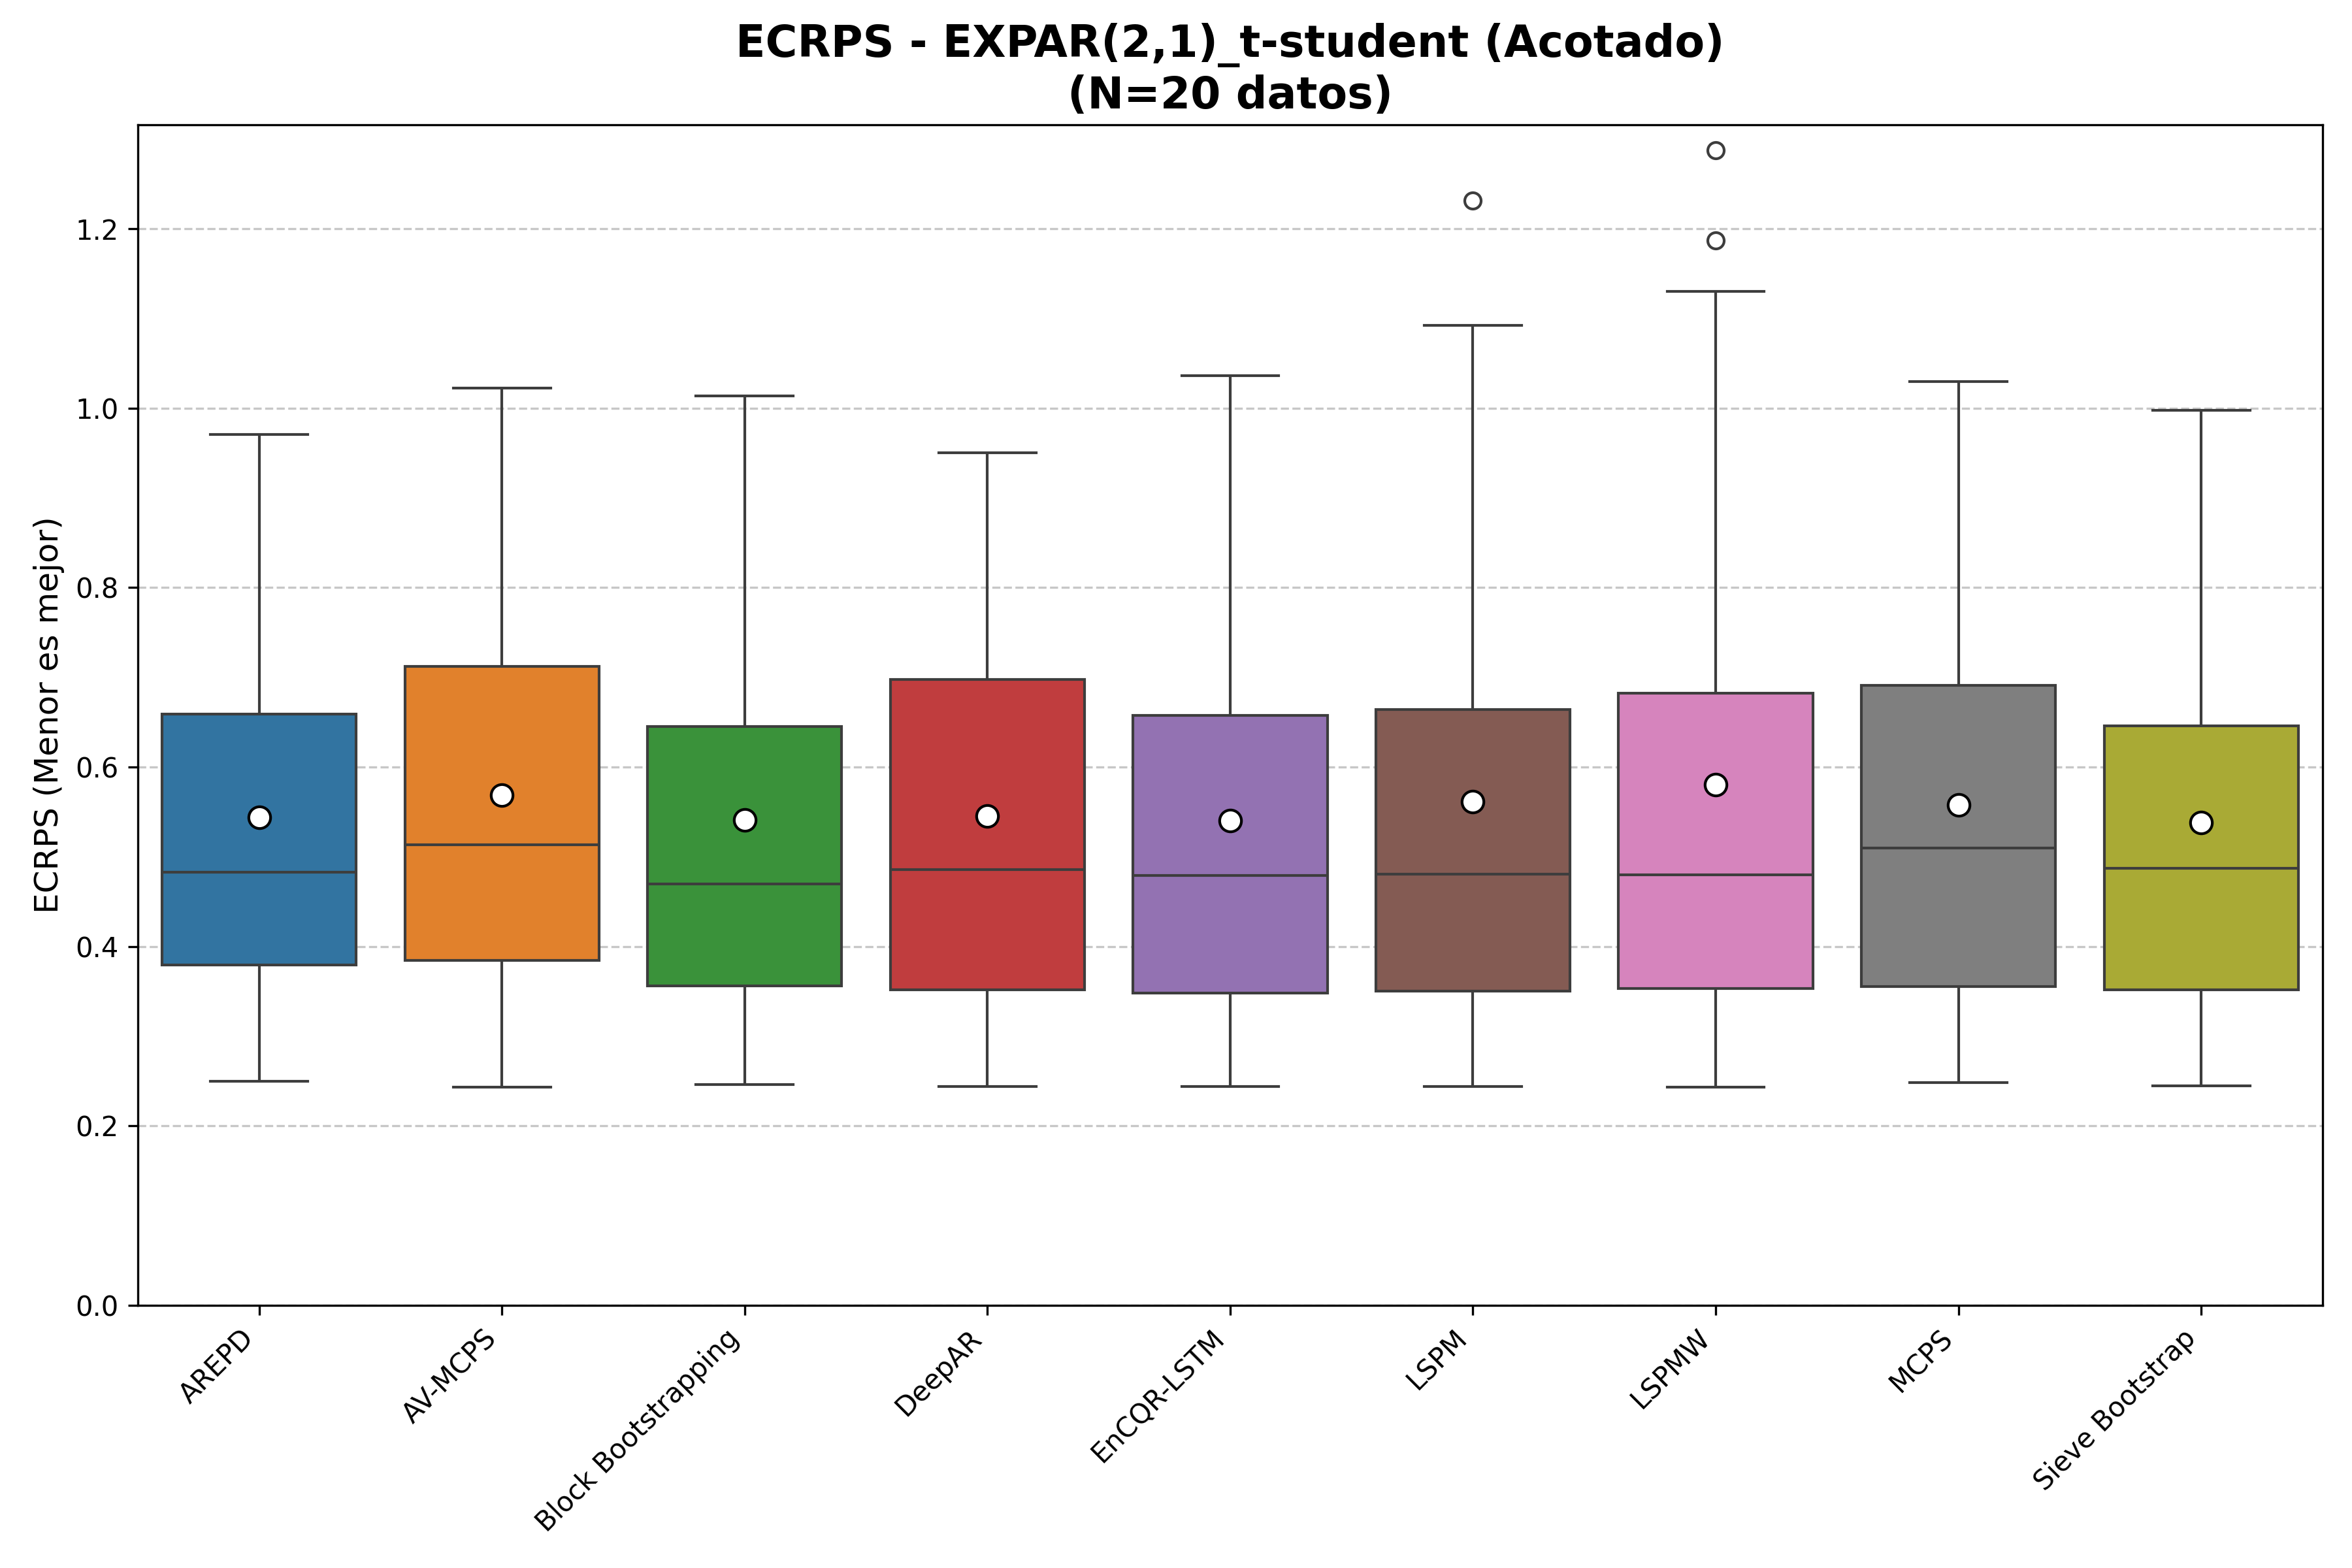 ECRPS - EXPAR(2,1)_t-student (Acotado)
(N=20 datos)
ECRPS (Menor es mejor)
1.2
1.0
0.8
0.6
0.4
0.2
0.0
AREPD
AV-MCPS
Block Bootstrapping
DeepAR
EnCQR-LSTM
LSPM
LSPMW
MCPS
Sieve Bootstrap